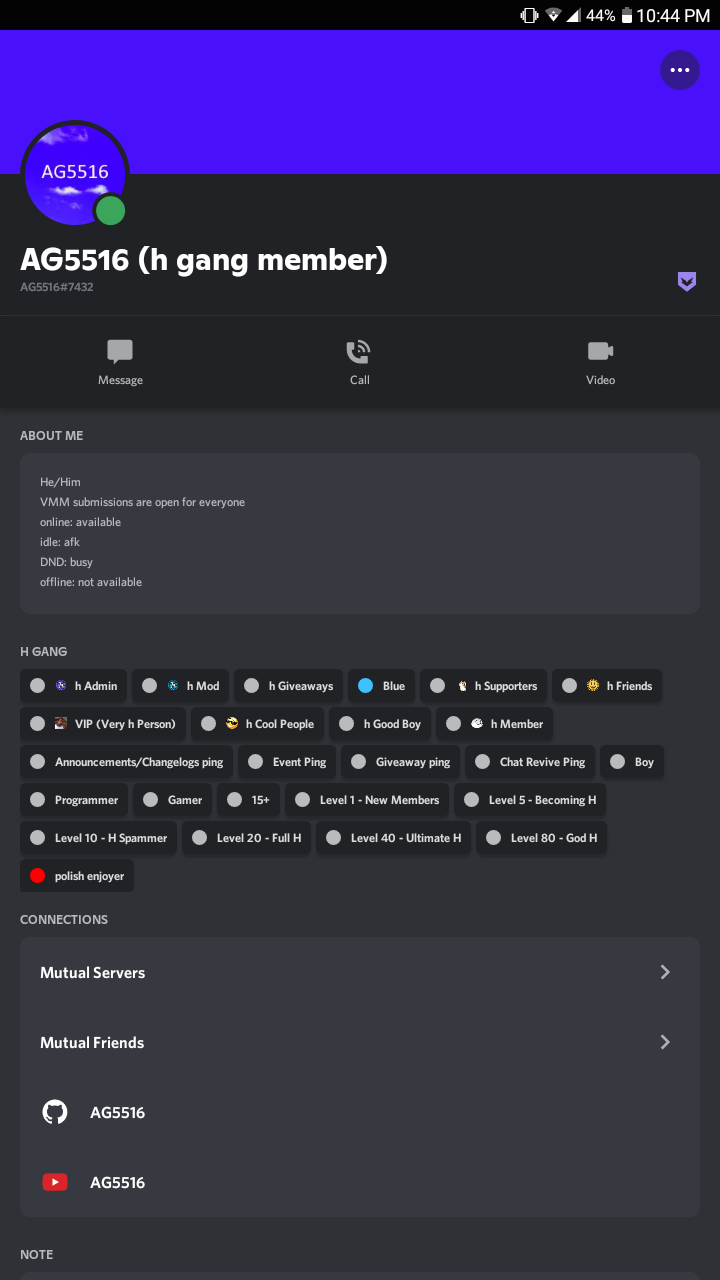 44% 10:44 PM
AG5516
AG5516 (h gang member)
AG5516#7432
Message Call Video
ABOUT ME
He/Him
VMM submissions are open for everyone
online: available
idle: afk
DND: busy
offline: not available
H GANG
h Admin h Mod h Giveaways Blue h Supporters h Friends
VIP (Very h Person) h Cool People h Good Boy h Member
Announcements/Changelogs ping Event Ping Giveaway ping Chat Revive Ping Boy
Programmer Gamer 15+ Level 1 - New Members Level 5 - Becoming H
Level 10 - H Spammer Level 20 - Full H Level 40 - Ultimate H Level 80 - God H
polish enjoyer
CONNECTIONS
Mutual Servers
Mutual Friends
AG5516
AG5516
NOTE